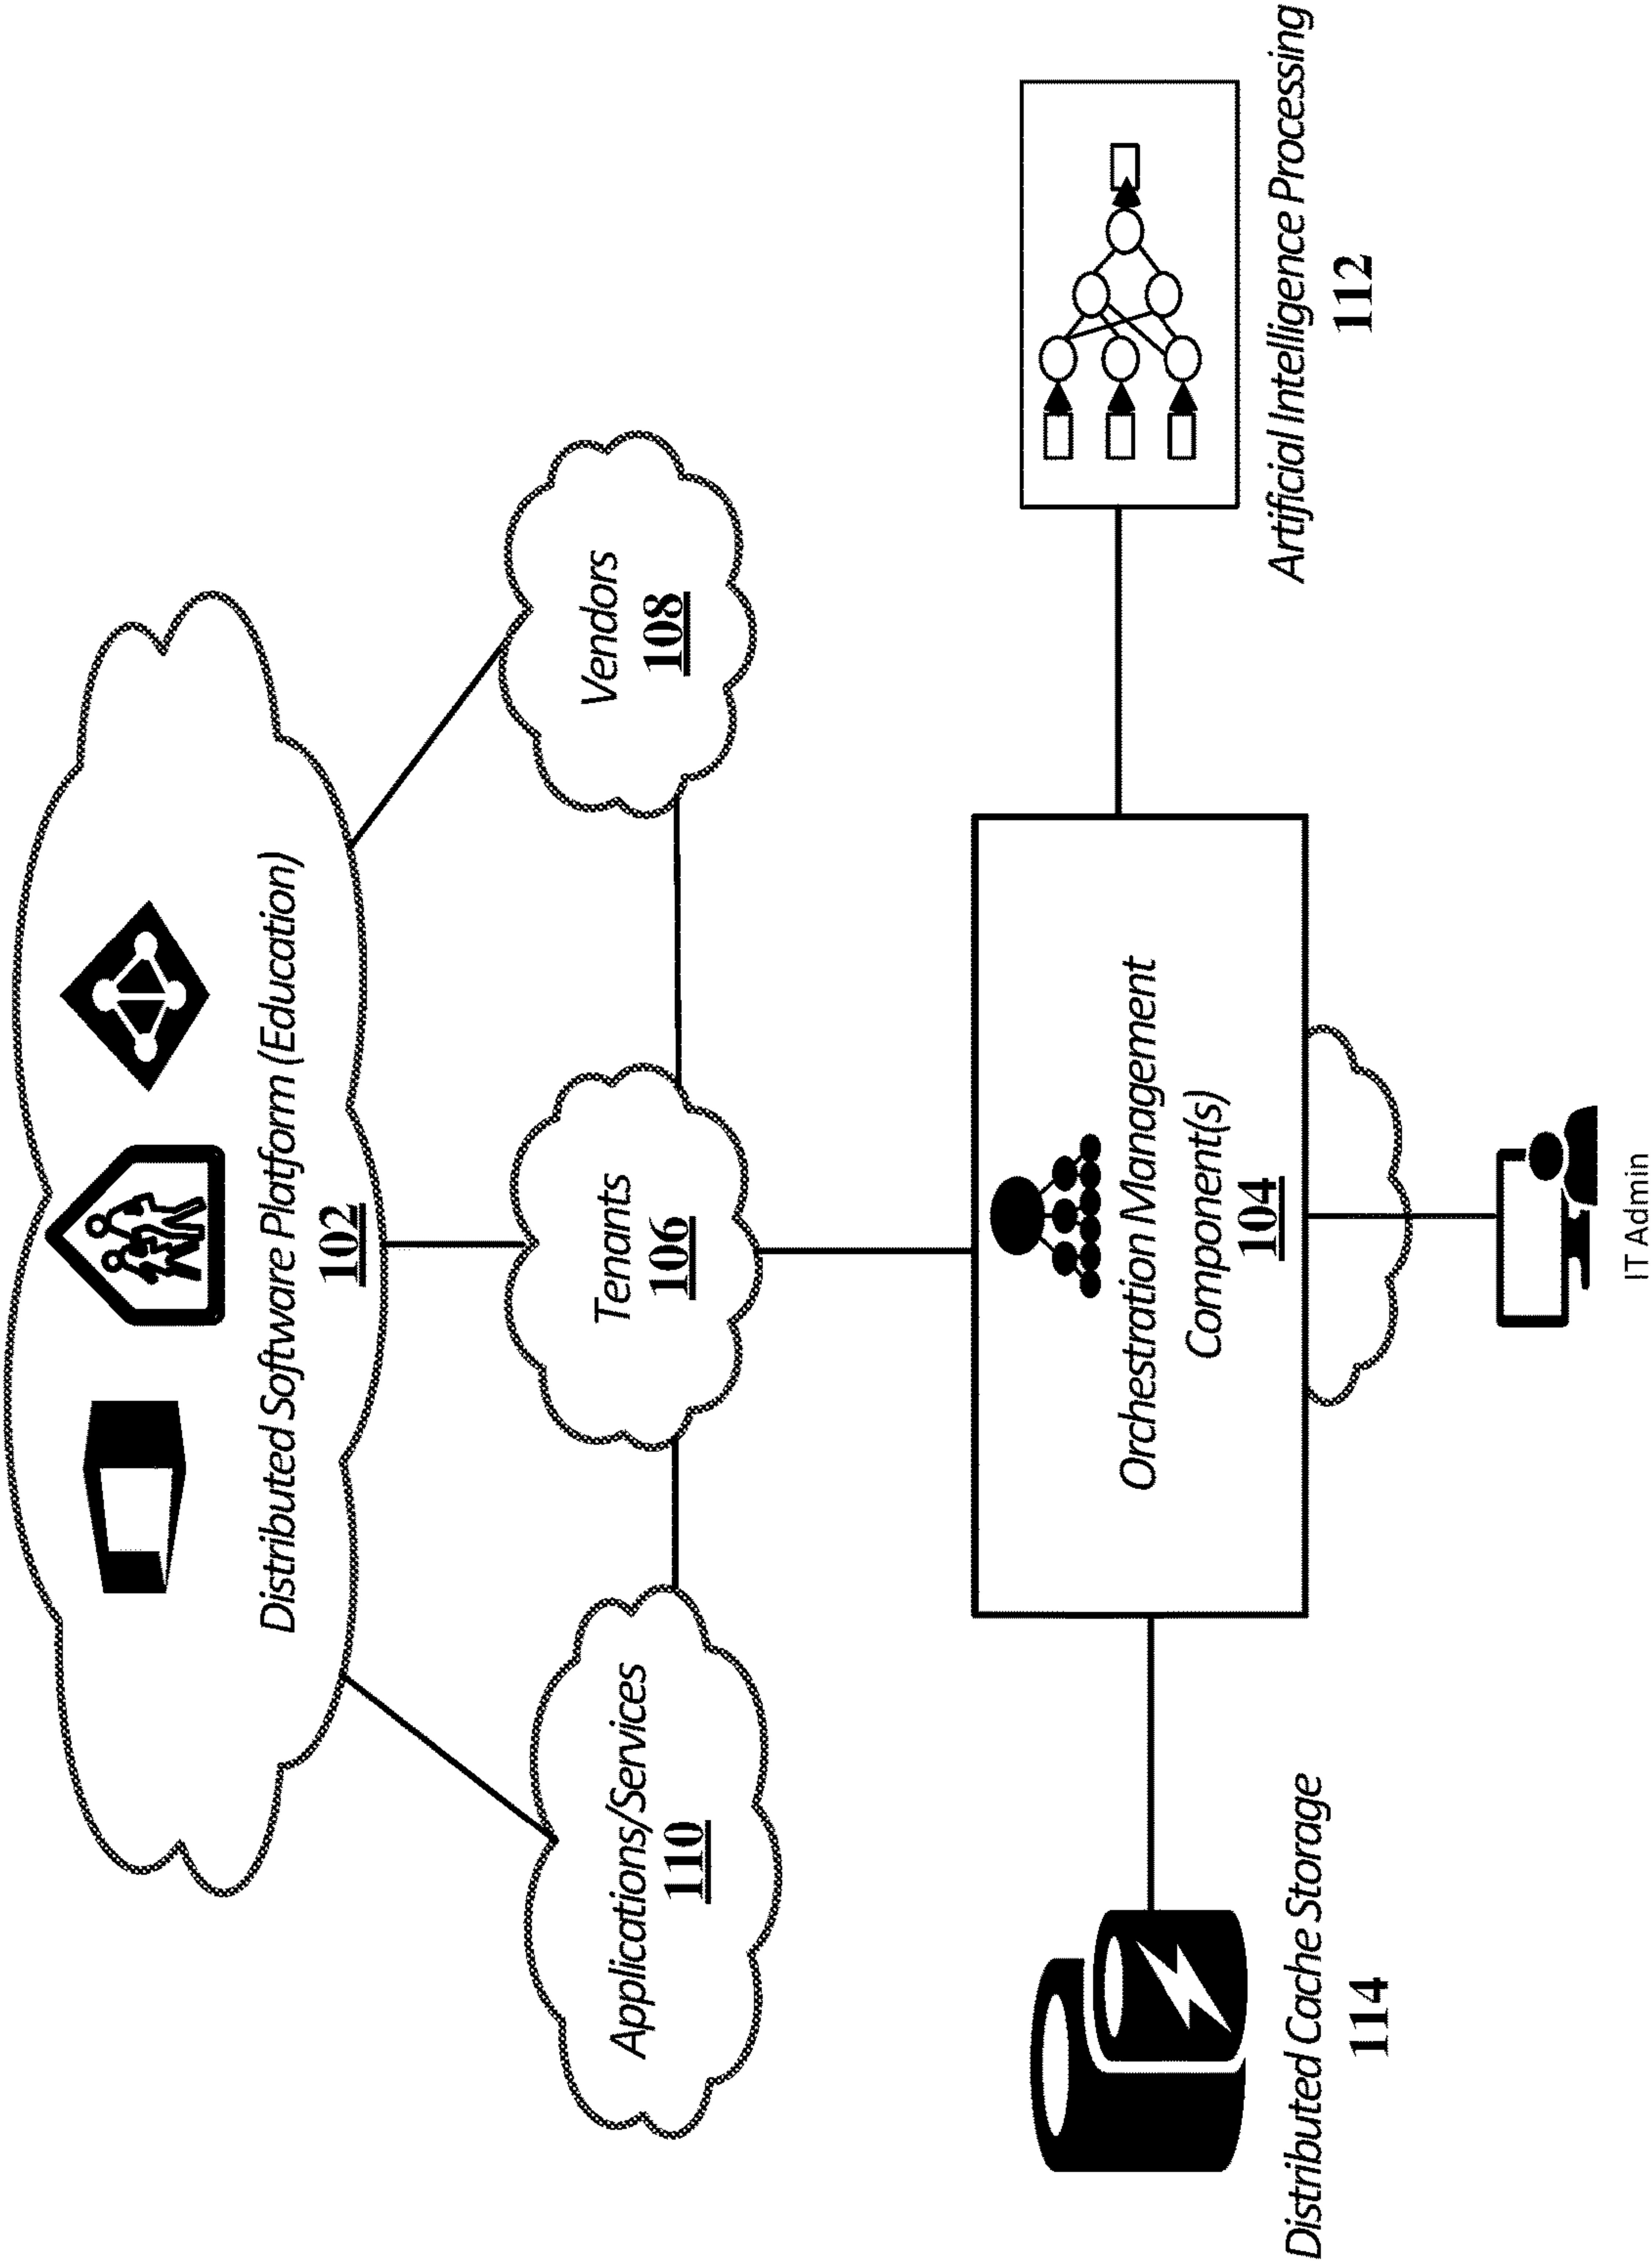 Distributed Software Platform (Education)
102
Applications/Services
110
Tenants
106
Vendors
108
Orchestration Management
Component(s)
104
Distributed Cache Storage
114
Artificial Intelligence Processing
112
IT Admin